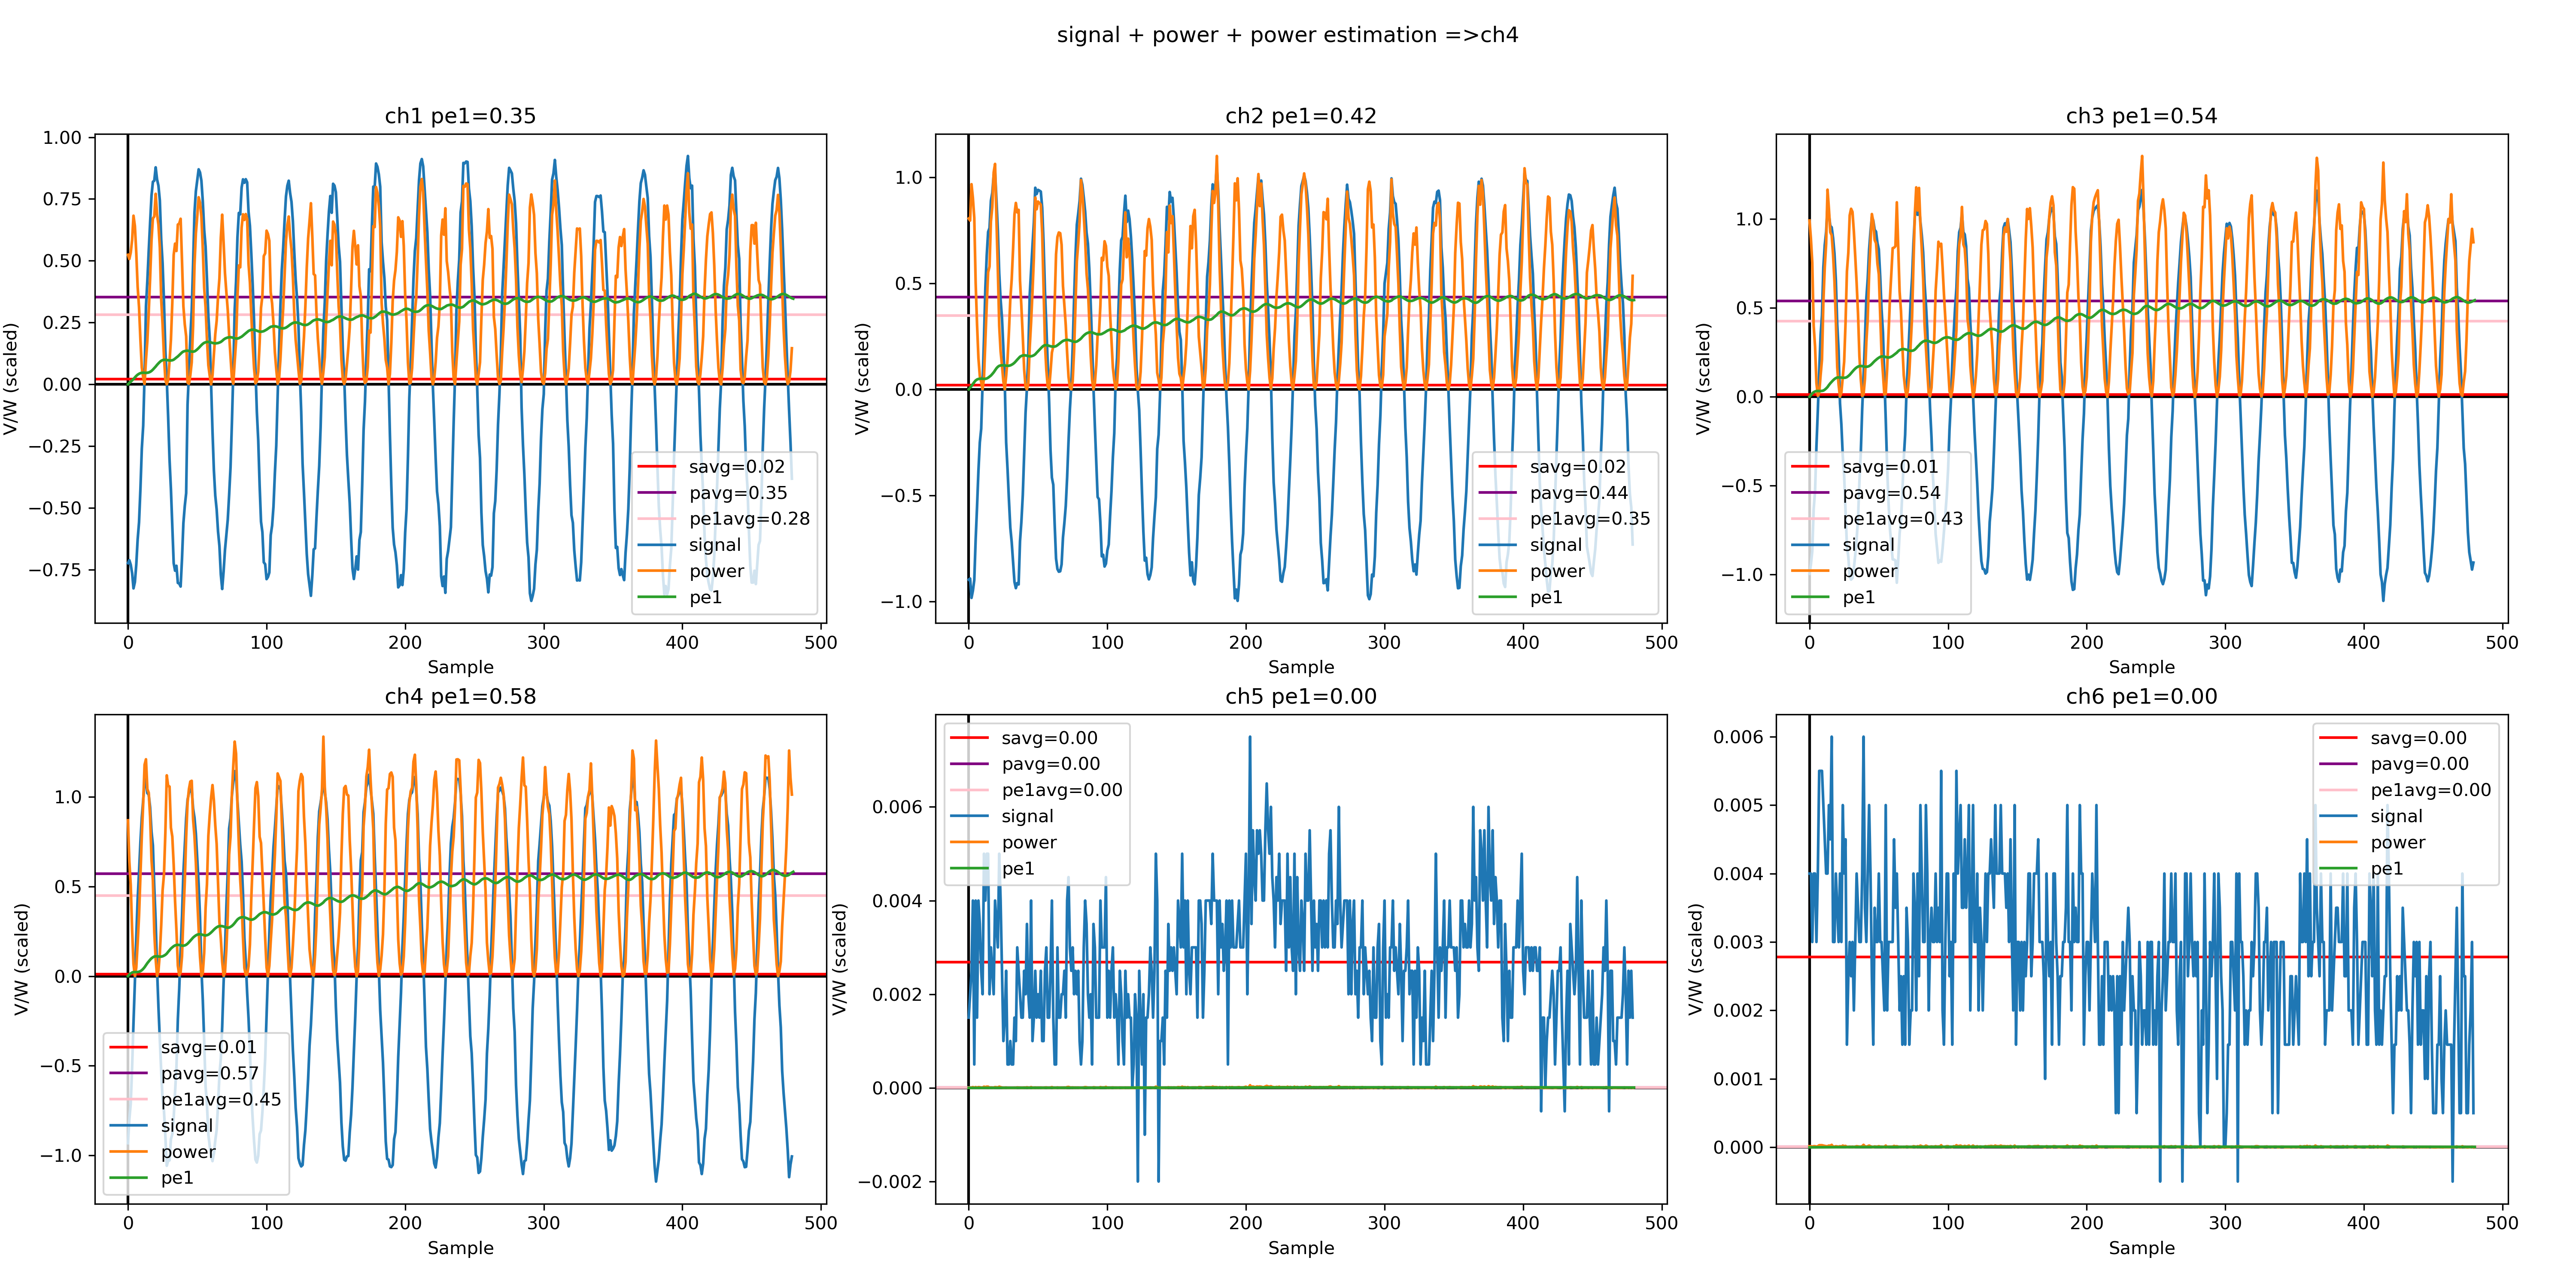 signal + power + power estimation =>ch4
ch1 pe1=0.35
V/W (scaled)
1.00
0.75
0.50
0.25
0.00
−0.25
−0.50
−0.75
savg=0.02
pavg=0.35
pe1avg=0.28
signal
power
pe1
0 100 200 300 400 500
Sample
ch2 pe1=0.42
V/W (scaled)
1.0
0.5
0.0
−0.5
−1.0
savg=0.02
pavg=0.44
pe1avg=0.35
signal
power
pe1
0 100 200 300 400 500
Sample
ch3 pe1=0.54
V/W (scaled)
1.0
0.5
0.0
−0.5
−1.0
savg=0.01
pavg=0.54
pe1avg=0.43
signal
power
pe1
0 100 200 300 400 500
Sample
ch4 pe1=0.58
V/W (scaled)
1.0
0.5
0.0
−0.5
−1.0
savg=0.01
pavg=0.57
pe1avg=0.45
signal
power
pe1
0 100 200 300 400 500
Sample
ch5 pe1=0.00
V/W (scaled)
0.006
0.004
0.002
0.000
−0.002
savg=0.00
pavg=0.00
pe1avg=0.00
signal
power
pe1
0 100 200 300 400 500
Sample
ch6 pe1=0.00
V/W (scaled)
0.006
0.005
0.004
0.003
0.002
0.001
0.000
savg=0.00
pavg=0.00
pe1avg=0.00
signal
power
pe1
0 100 200 300 400 500
Sample